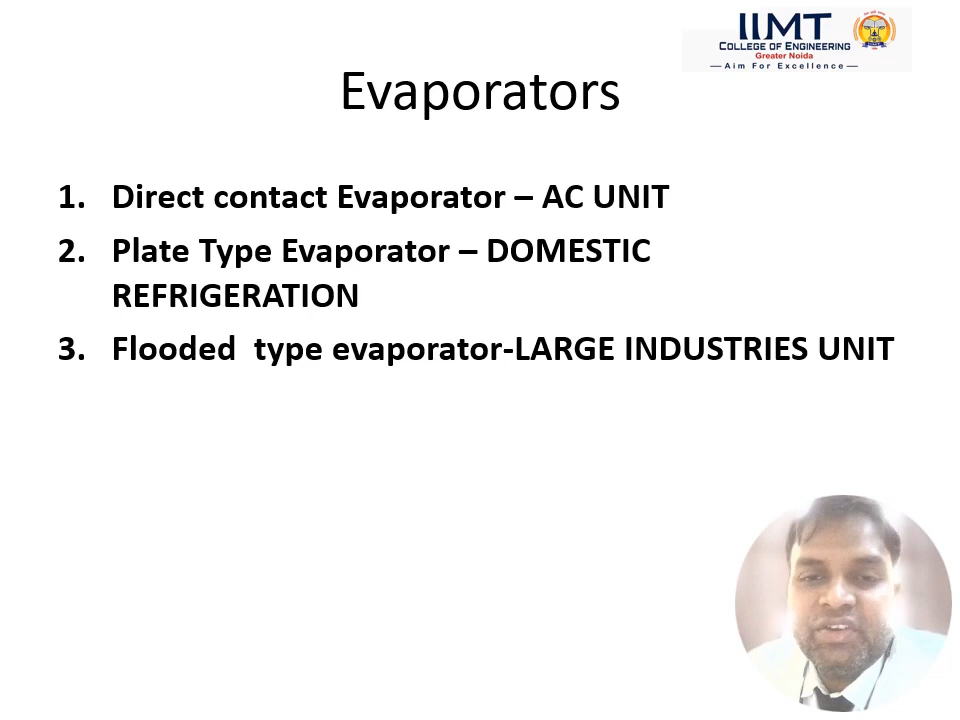 IIMT
COLLEGE OF ENGINEERING
Greater Noida
Aim For Excellence
Evaporators
1. Direct contact Evaporator – AC UNIT
2. Plate Type Evaporator – DOMESTIC
REFRIGERATION
3. Flooded  type evaporator-LARGE INDUSTRIES UNIT